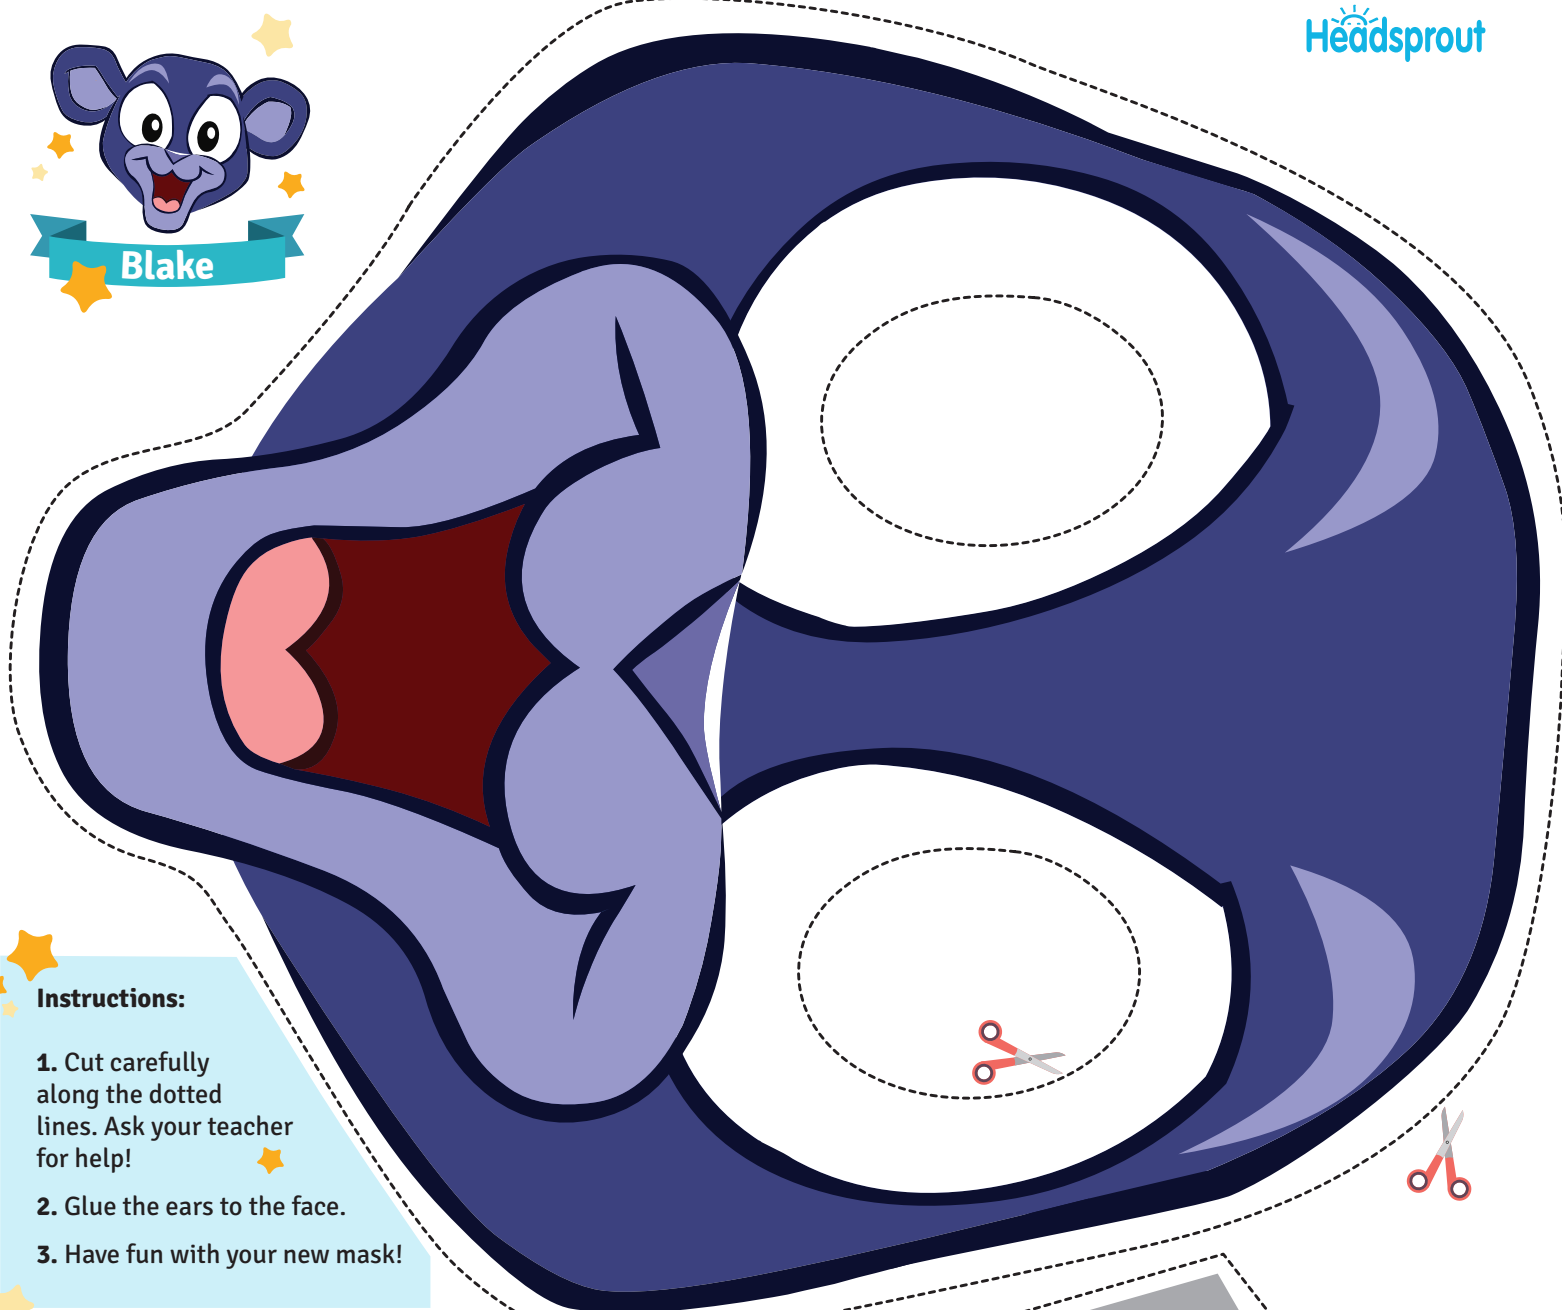 Headsprout
Blake
Instructions:
1. Cut carefully
along the dotted
lines. Ask your teacher
for help!
2. Glue the ears to the face.
3. Have fun with your new mask!